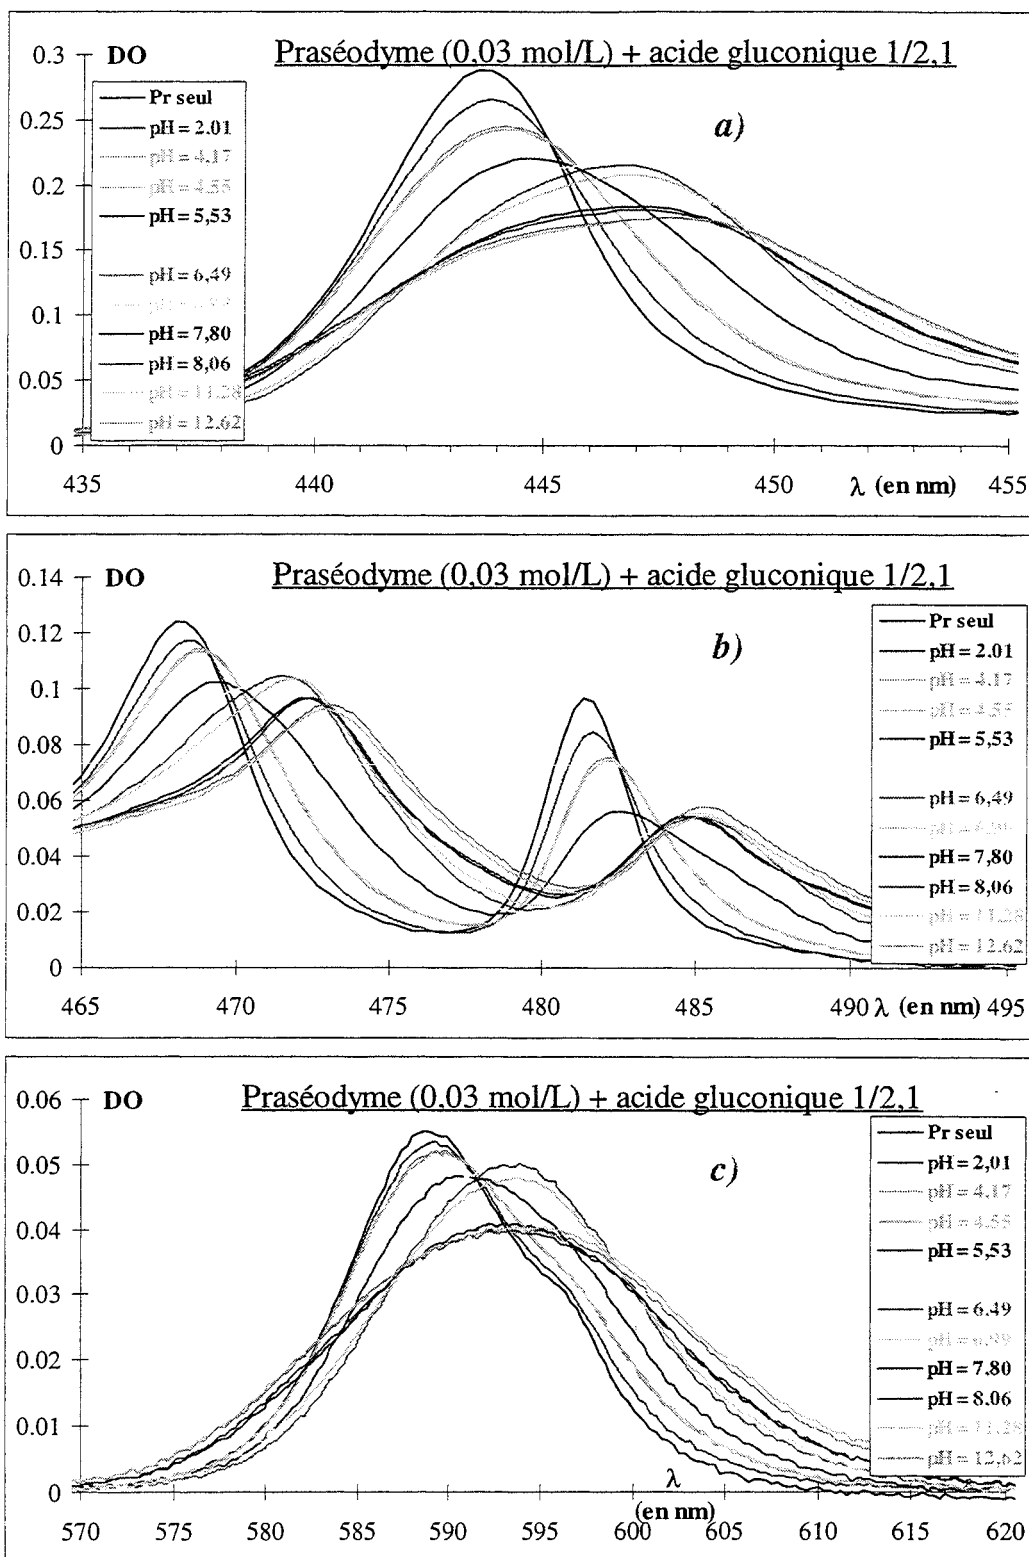 DO
Praséodyme (0,03 mol/L) + acide gluconique 1/2,1
a)
0.3
0.25
0.2
0.15
0.1
0.05
0
Pr seul
pH = 2.01
pH = 4,17
pH = 4,55
pH = 5,53
pH = 6,49
pH = 7,80
pH = 8,06
pH = 11.28
pH = 12.62
435 440 445 450 λ (en nm) 455
DO
Praséodyme (0,03 mol/L) + acide gluconique 1/2,1
b)
0.14
0.12
0.1
0.08
0.06
0.04
0.02
0
Pr seul
pH = 2.01
pH = 4.17
pH = 4.55
pH = 5,53
pH = 6,49
pH = 6,99
pH = 7,80
pH = 8,06
pH = 11.28
pH = 12.62
465 470 475 480 485 490 λ (en nm) 495
DO
Praséodyme (0,03 mol/L) + acide gluconique 1/2,1
c)
0.06
0.05
0.04
0.03
0.02
0.01
0
Pr seul
pH = 2,01
pH = 4.17
pH = 4.55
pH = 5,53
pH = 6.49
pH = 6,99
pH = 7.80
pH = 8.06
pH = 11.28
pH = 12,62
λ
(en nm)
570 575 580 585 590 595 600 605 610 615 620